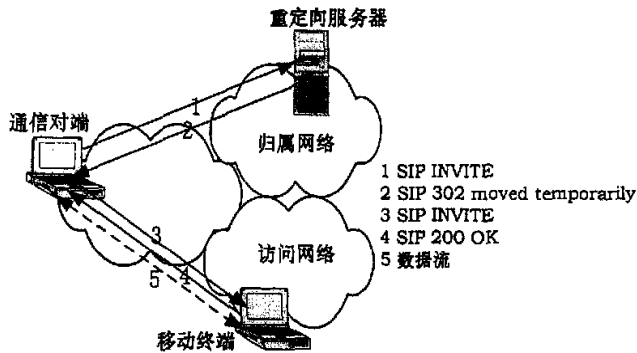 重定向服务器
1
通信对端
2
归属网络
1 SIP INVITE
2 SIP 302 moved temporarily
3 SIP INVITE
4 SIP 200 OK
5 数据流
3
访问网络
4
5
移动终端